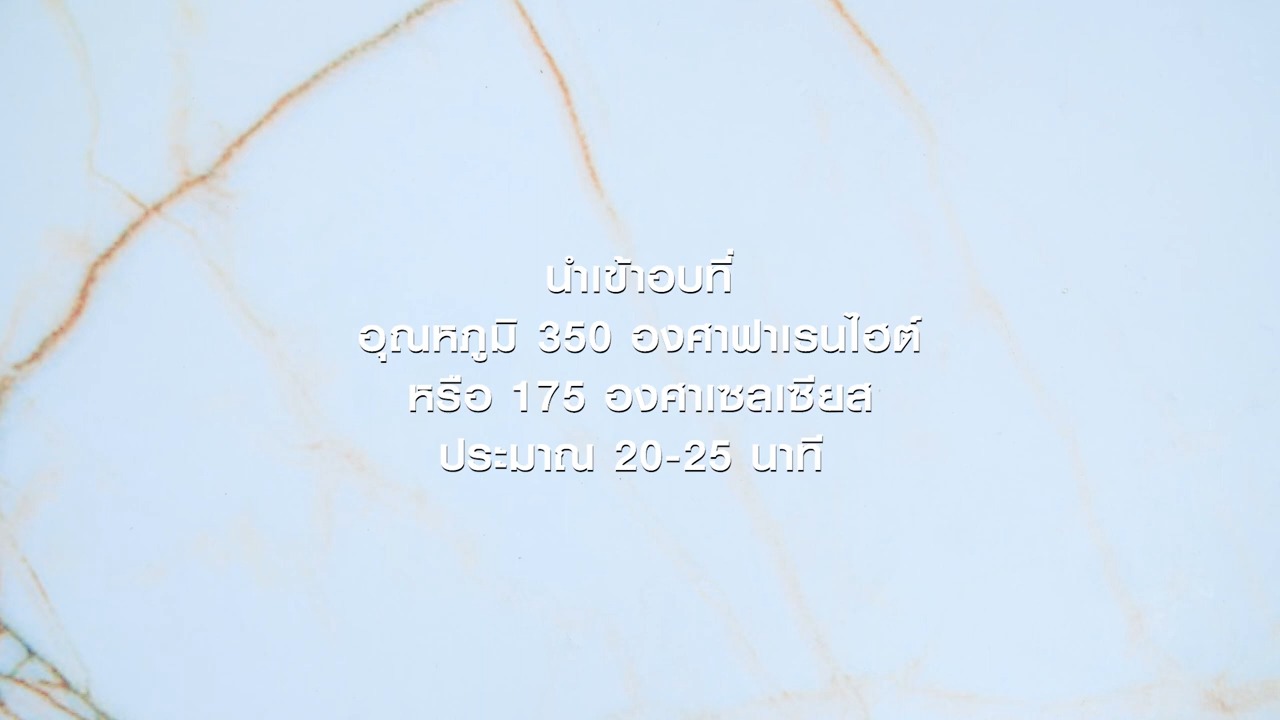 นำเข้าอบที่
อุณหภูมิ 350 องศาฟาเรนไฮต์
หรือ 175 องศาเซลเซียส
ประมาณ 20-25 นาที